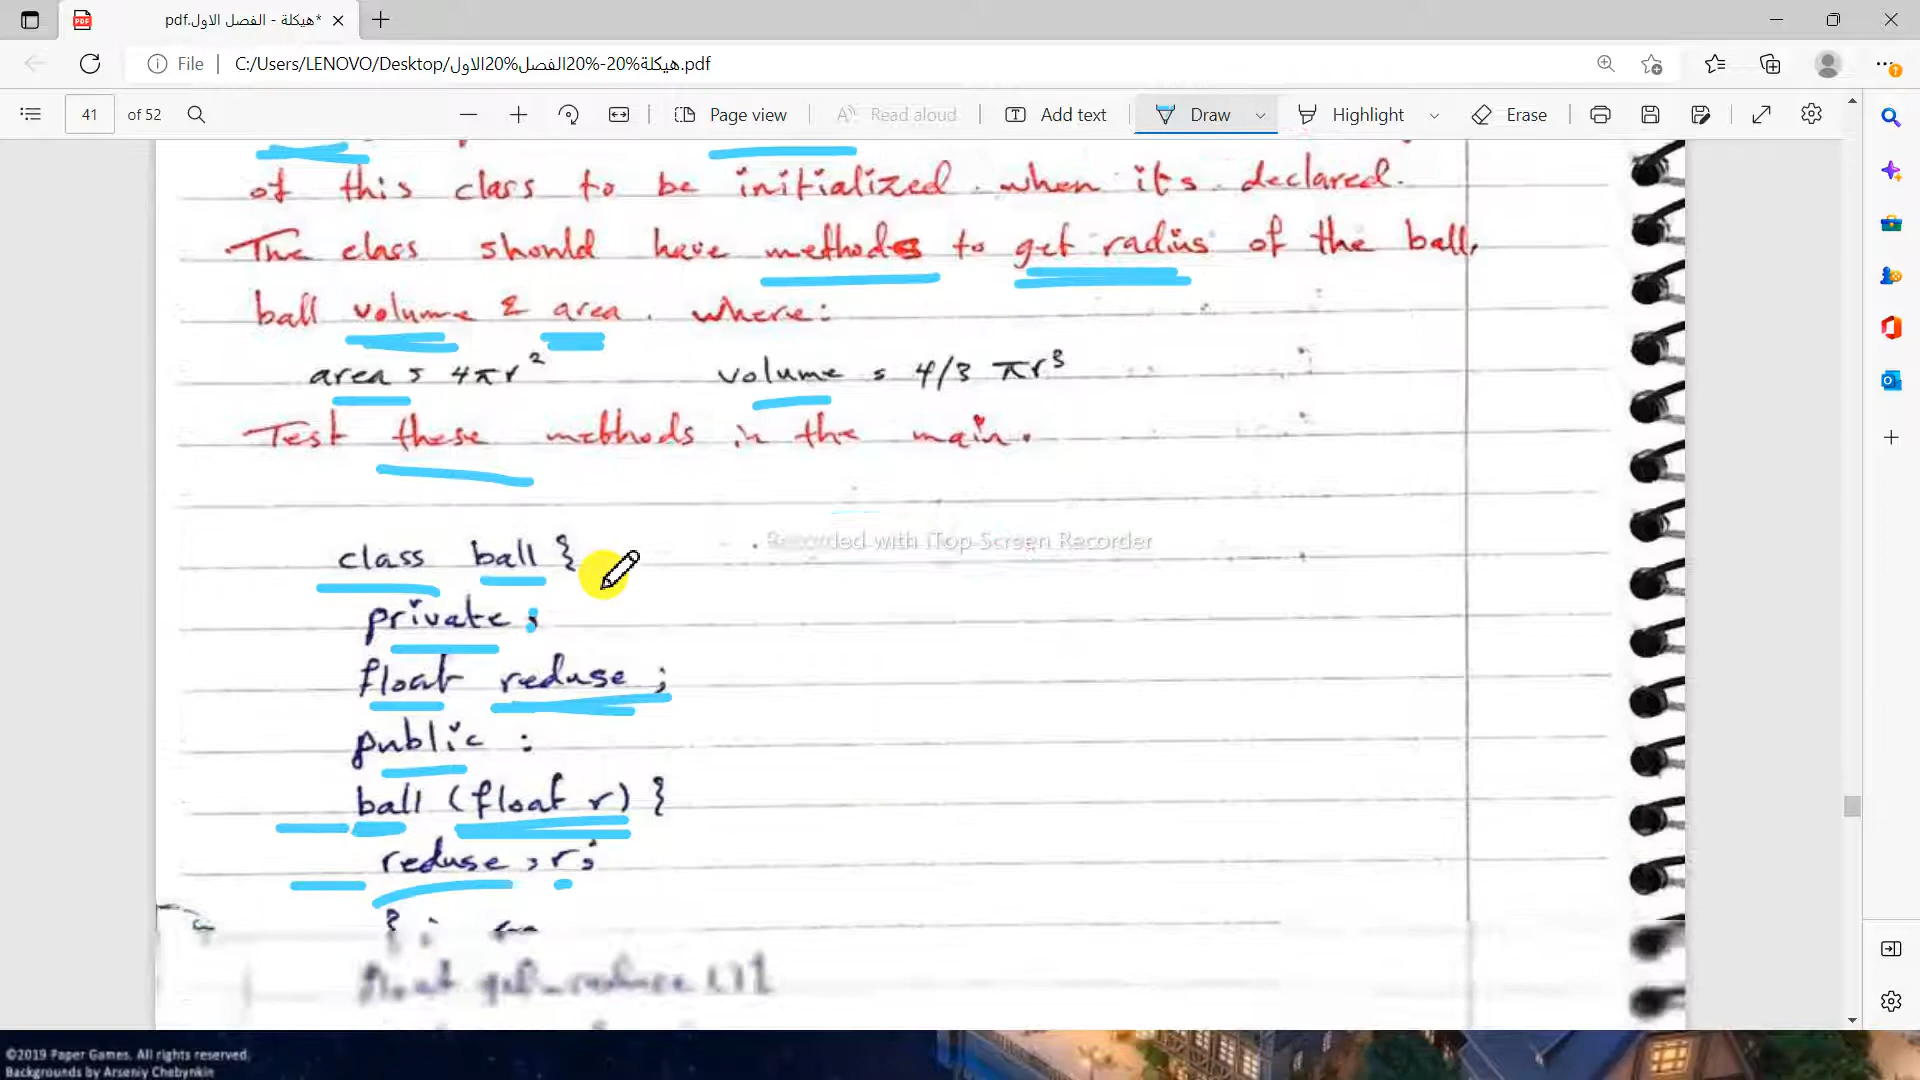 *هيكلة - الفصل الاول.pdf
File C:/Users/LENOVO/Desktop/هيكلة%20-%20الفصل%20الاول.pdf
41 of 52 Page view Read aloud Add text Draw Highlight Erase
of this class to be initialized when its declared.
The class should have methods to get radius of the ball,
ball volume & area. where:
area = 4πr² volume = 4/3 πr³
Test these methods in the main.
Recorded with iTop Screen Recorder
class ball {
private :
float reduse ;
public :
ball (float r) {
reduse = r;
} ;
float get_reduse () {
©2019 Paper Games. All rights reserved.
Backgrounds by Arseniy Chebynkin